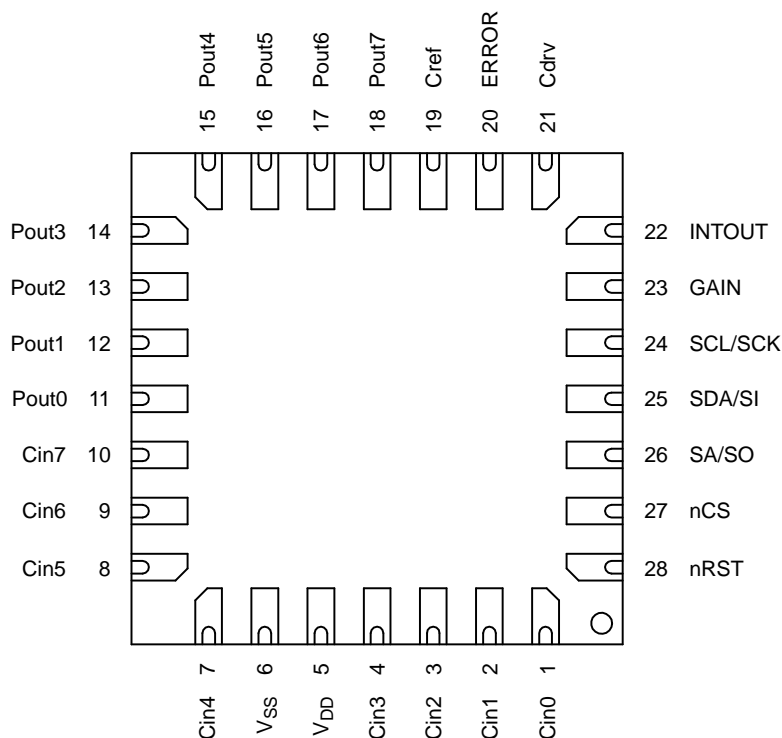 Pout4
Pout5
Pout6
Pout7
Cref
ERROR
Cdrv
15 16 17 18 19 20 21
Pout3 14
22 INTOUT
Pout2 13
23 GAIN
Pout1 12
24 SCL/SCK
Pout0 11
25 SDA/SI
Cin7 10
26 SA/SO
Cin6 9
27 nCS
Cin5 8
28 nRST
7 6 5 4 3 2 1
Cin4
VSS
VDD
Cin3
Cin2
Cin1
Cin0